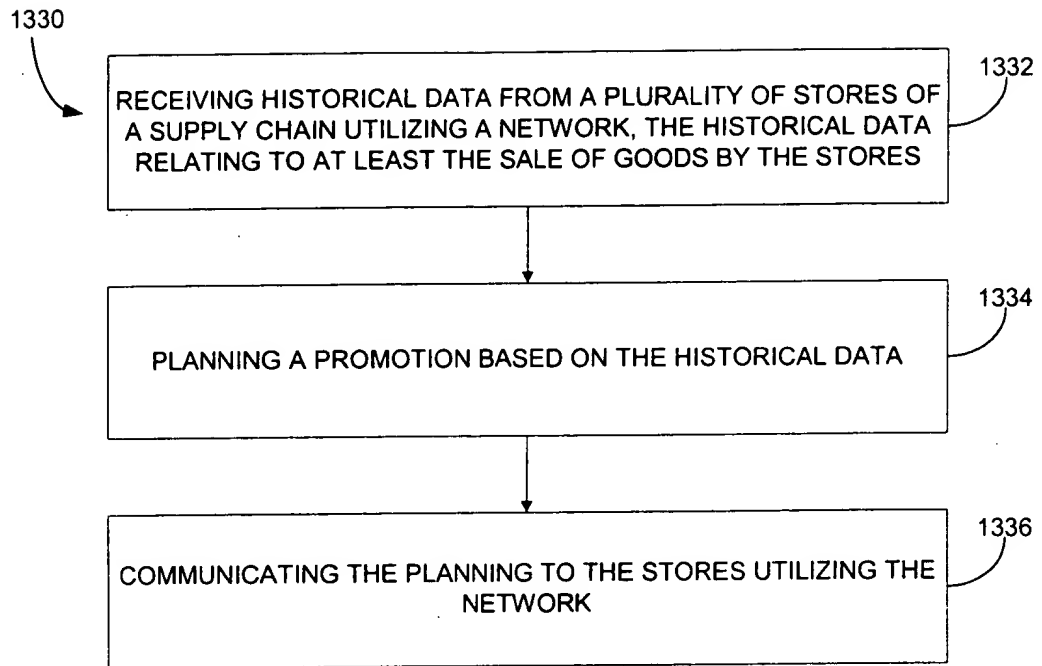 1330
1332
RECEIVING HISTORICAL DATA FROM A PLURALITY OF STORES OF
A SUPPLY CHAIN UTILIZING A NETWORK, THE HISTORICAL DATA
RELATING TO AT LEAST THE SALE OF GOODS BY THE STORES
1334
PLANNING A PROMOTION BASED ON THE HISTORICAL DATA
1336
COMMUNICATING THE PLANNING TO THE STORES UTILIZING THE
NETWORK